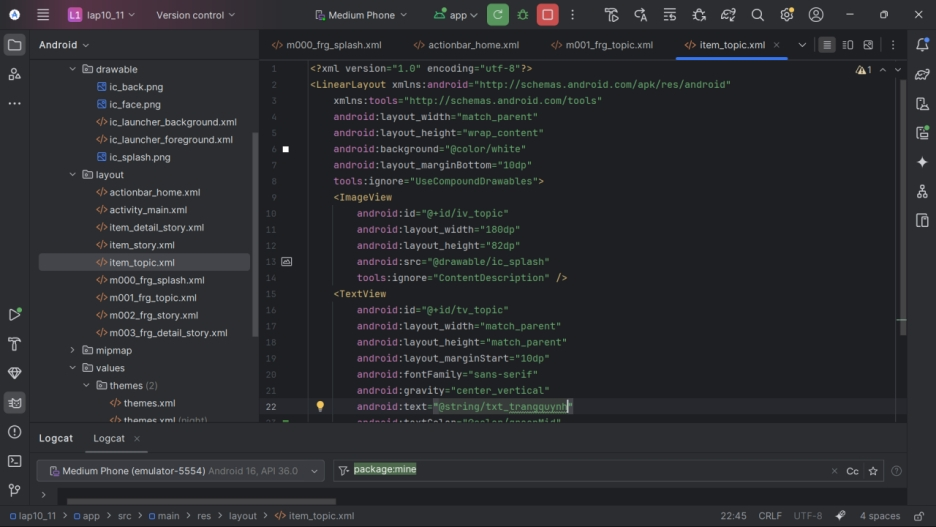 L1 lap10_11 Version control Medium Phone app
Android
m000_frg_splash.xml actionbar_home.xml m001_frg_topic.xml item_topic.xml
drawable
ic_back.png
ic_face.png
ic_launcher_background.xml
ic_launcher_foreground.xml
ic_splash.png
layout
actionbar_home.xml
activity_main.xml
item_detail_story.xml
item_story.xml
item_topic.xml
m000_frg_splash.xml
m001_frg_topic.xml
m002_frg_story.xml
m003_frg_detail_story.xml
mipmap
values
themes (2)
themes.xml
themes.xml (night)
1 <?xml version="1.0" encoding="utf-8"?>
2 <LinearLayout xmlns:android="http://schemas.android.com/apk/res/android"
3 xmlns:tools="http://schemas.android.com/tools"
4 android:layout_width="match_parent"
5 android:layout_height="wrap_content"
6 android:background="@color/white"
7 android:layout_marginBottom="10dp"
8 tools:ignore="UseCompoundDrawables">
9 <ImageView
10 android:id="@+id/iv_topic"
11 android:layout_width="180dp"
12 android:layout_height="82dp"
13 android:src="@drawable/ic_splash"
14 tools:ignore="ContentDescription" />
15 <TextView
16 android:id="@+id/tv_topic"
17 android:layout_width="match_parent"
18 android:layout_height="match_parent"
19 android:layout_marginStart="10dp"
20 android:fontFamily="sans-serif"
21 android:gravity="center_vertical"
22 android:text="@string/txt_trangquynh"
1
Logcat Logcat
Medium Phone (emulator-5554) Android 16, API 36.0 package:mine Cc
lap10_11 > app > src > main > res > layout > item_topic.xml 22:45 CRLF UTF-8 4 spaces